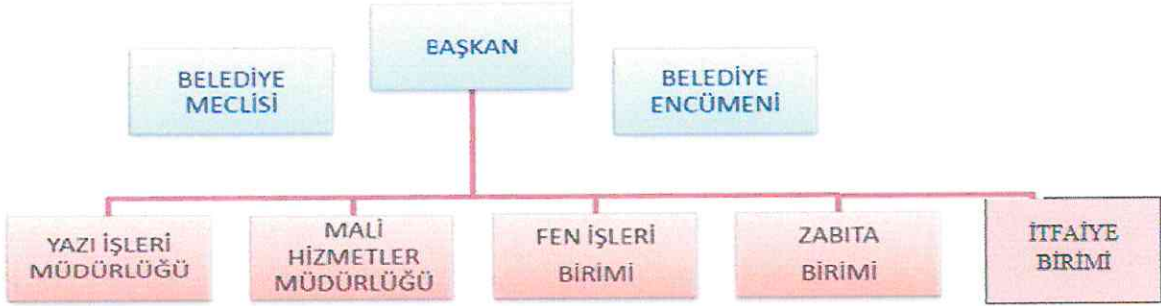 BAŞKAN
BELEDİYE
MECLİSİ
BELEDİYE
ENCÜMENİ
YAZI İŞLERİ
MÜDÜRLÜĞÜ
MALİ
HİZMETLER
MÜDÜRLÜĞÜ
FEN İŞLERİ
BİRİMİ
ZABITA
BİRİMİ
İTFAİYE
BİRİMİ